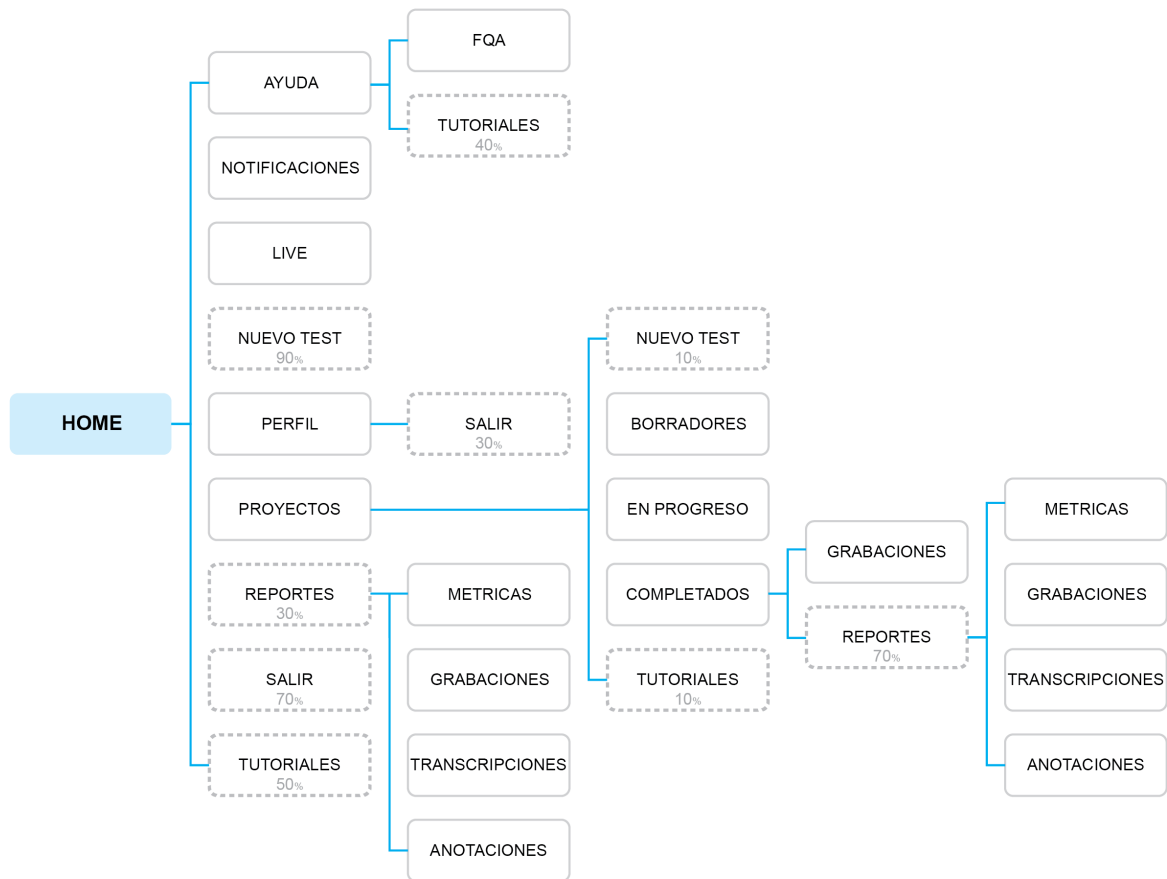 HOME
AYUDA
FQA
TUTORIALES
40%
NOTIFICACIONES
LIVE
NUEVO TEST
90%
PERFIL
SALIR
30%
PROYECTOS
NUEVO TEST
10%
BORRADORES
EN PROGRESO
COMPLETADOS
GRABACIONES
REPORTES
70%
METRICAS
GRABACIONES
TRANSCRIPCIONES
ANOTACIONES
TUTORIALES
10%
REPORTES
30%
METRICAS
GRABACIONES
TRANSCRIPCIONES
ANOTACIONES
SALIR
70%
TUTORIALES
50%